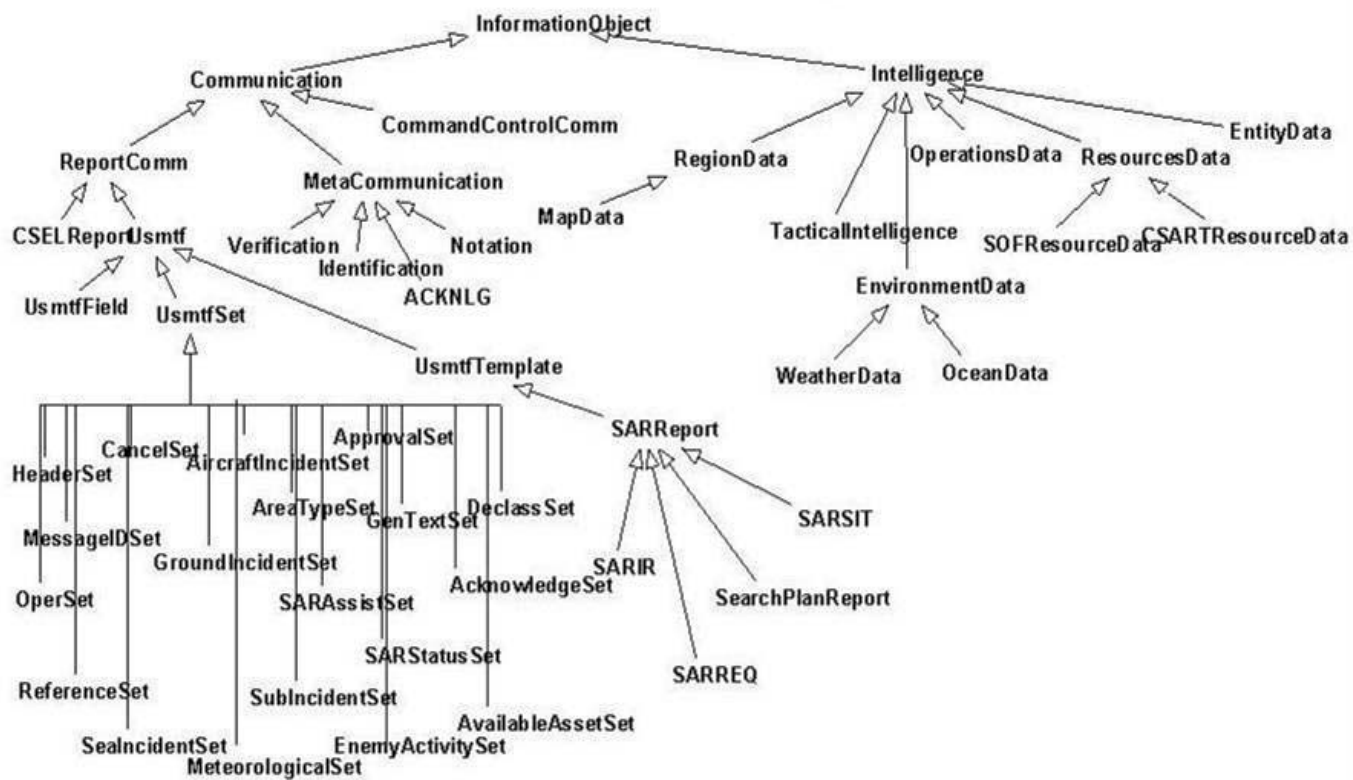 InformationObject
Communication
Intelligence
CommandControlComm
EntityData
ReportComm
RegionData
OperationsData
ResourcesData
MetaCommunication
MapData
CSELReport
Usmtf
Verification
Notation
TacticalIntelligence
SOFResourceData
CSARTResourceData
Identification
ACKNLG
UsmtfField
UsmtfSet
EnvironmentData
UsmtfTemplate
WeatherData
OceanData
SARReport
CancelSet
ApprovalSet
HeaderSet
AircraftIncidentSet
AreaTypeSet
GenTextSet
DeclassSet
SARSIT
MessageIDSet
GroundIncidentSet
SARIR
OperSet
SARAssistSet
AcknowledgeSet
SearchPlanReport
SARStatusSet
SARREQ
ReferenceSet
SubIncidentSet
AvailableAssetSet
SeaIncidentSet
EnemyActivitySet
MeteorologicalSet